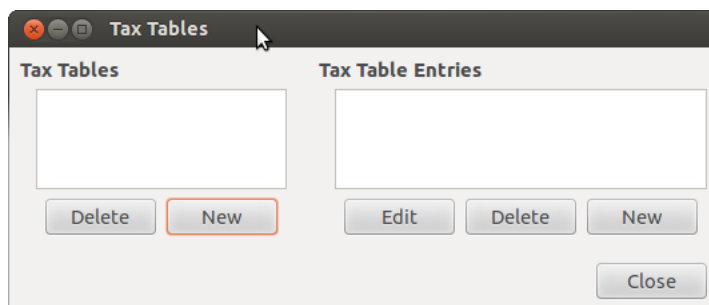 Tax Tables
Tax Tables Tax Table Entries
Delete New Edit Delete New
Close